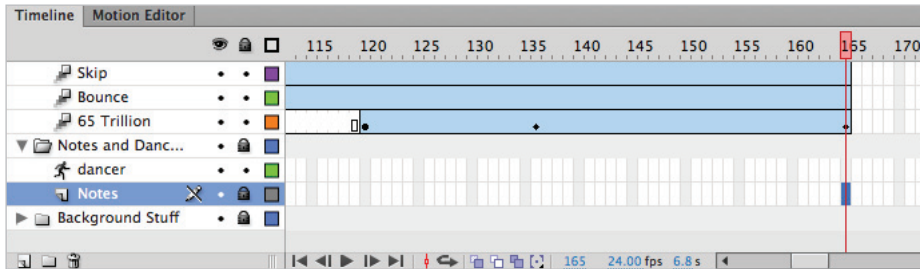 Timeline Motion Editor
115 120 125 130 135 140 145 150 155 160 165 170
Skip
Bounce
65 Trillion
Notes and Danc...
dancer
Notes
Background Stuff
165 24.00 fps 6.8 s